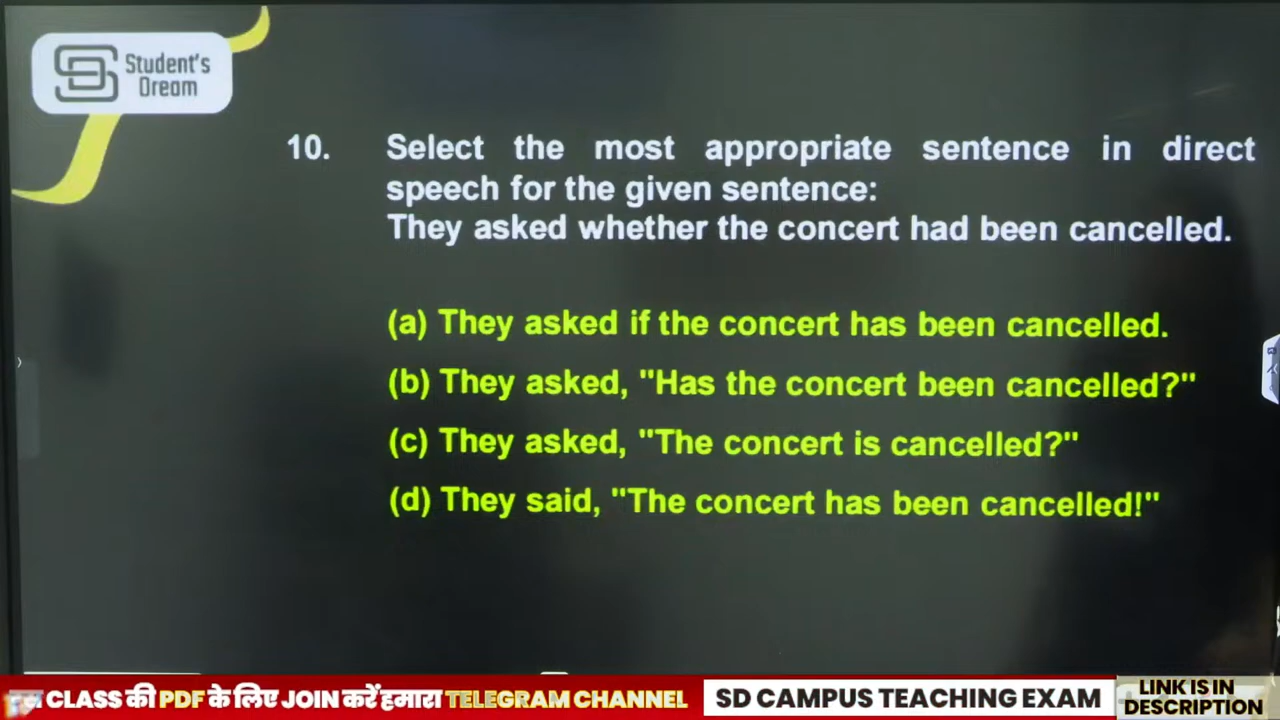 Student's
Dream
10. Select the most appropriate sentence in direct
speech for the given sentence:
They asked whether the concert had been cancelled.
(a) They asked if the concert has been cancelled.
(b) They asked, "Has the concert been cancelled?"
(c) They asked, "The concert is cancelled?"
(d) They said, "The concert has been cancelled!"
CLASS की PDF के लिए JOIN करें हमारा TELEGRAM CHANNEL
SD CAMPUS TEACHING EXAM
LINK IS IN
DESCRIPTION